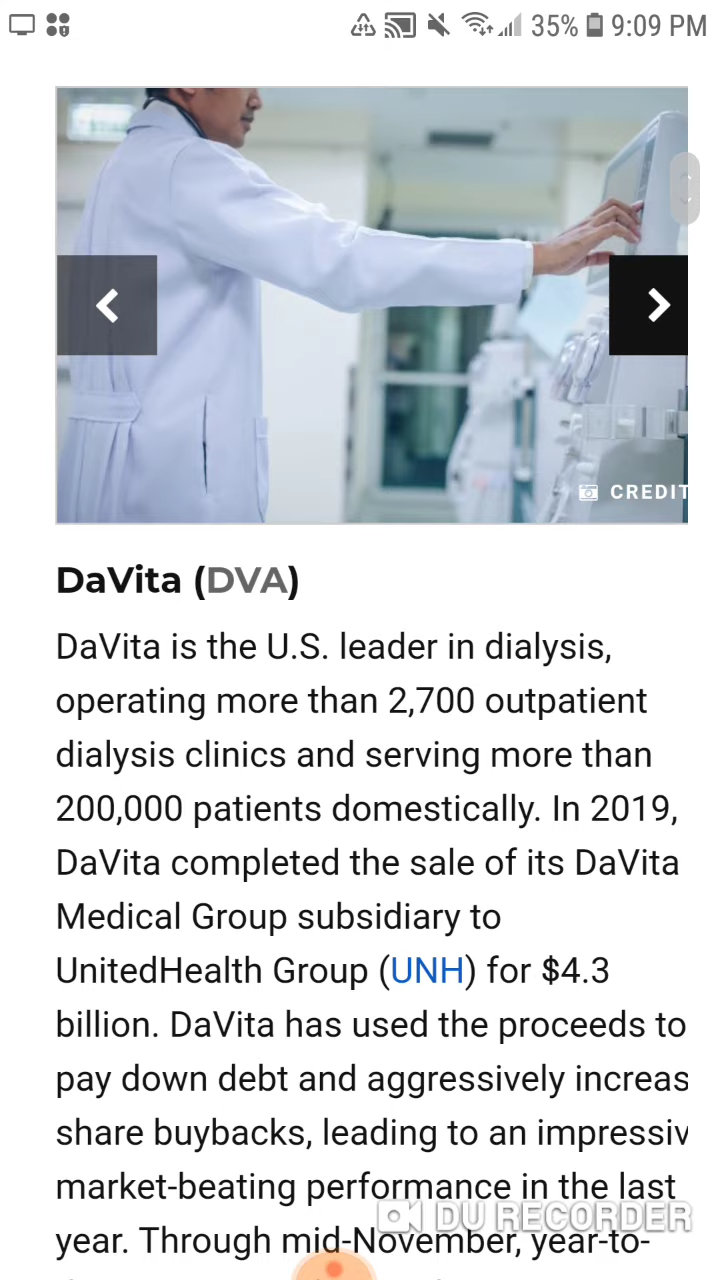 35% 9:09 PM
CREDIT
DaVita (DVA)
DaVita is the U.S. leader in dialysis,
operating more than 2,700 outpatient
dialysis clinics and serving more than
200,000 patients domestically. In 2019,
DaVita completed the sale of its DaVita
Medical Group subsidiary to
UnitedHealth Group (UNH) for $4.3
billion. DaVita has used the proceeds to
pay down debt and aggressively increas
share buybacks, leading to an impressiv
market-beating performance in the last
year. Through mid-November, year-to-
DU RECORDER